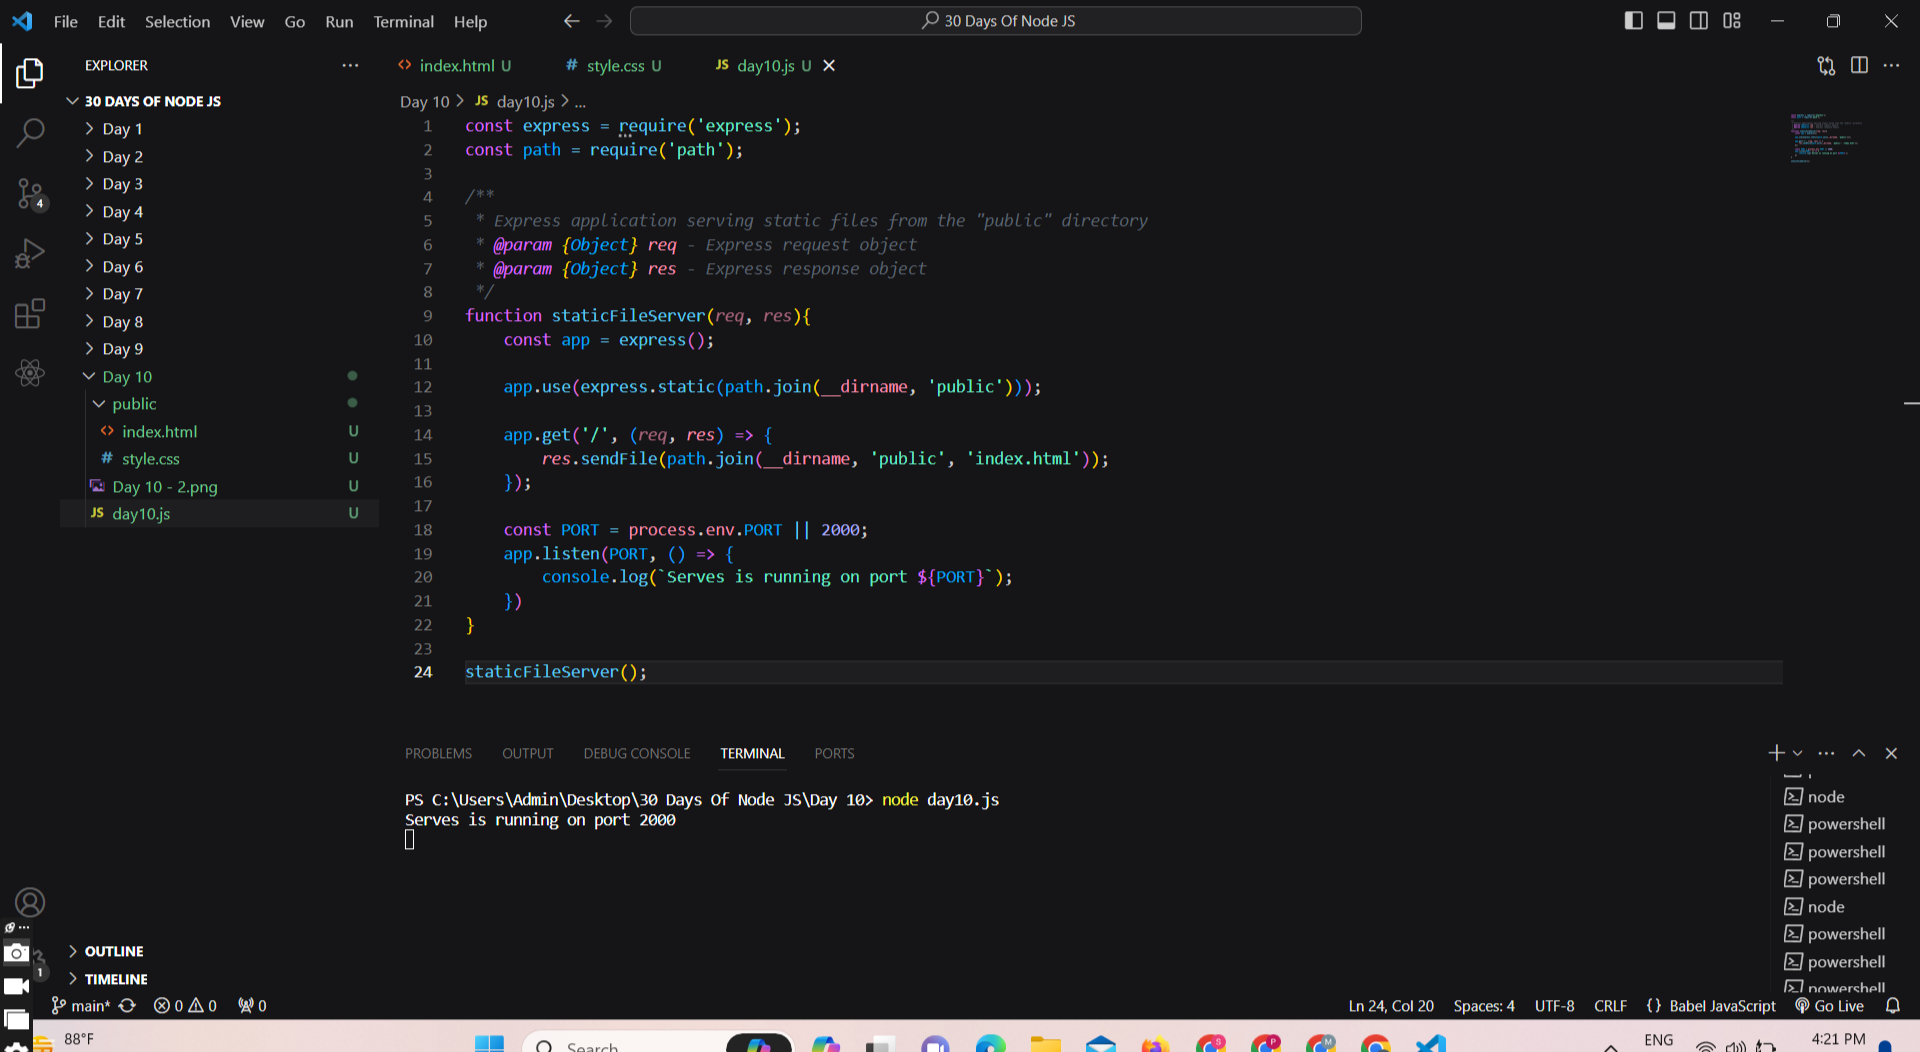 File Edit Selection View Go Run Terminal Help
30 Days Of Node JS
EXPLORER
index.html U
# style.css U
JS day10.js U
30 DAYS OF NODE JS
Day 1
Day 2
Day 3
Day 4
Day 5
Day 6
Day 7
Day 8
Day 9
Day 10
public
index.html U
# style.css U
Day 10 - 2.png U
JS day10.js U
4
Day 10 > JS day10.js > ...
1 const express = require('express');
2 const path = require('path');
3
4 /**
5 * Express application serving static files from the "public" directory
6 * @param {Object} req - Express request object
7 * @param {Object} res - Express response object
8 */
9 function staticFileServer(req, res){
10 const app = express();
11
12 app.use(express.static(path.join(__dirname, 'public')));
13
14 app.get('/', (req, res) => {
15 res.sendFile(path.join(__dirname, 'public', 'index.html'));
16 });
17
18 const PORT = process.env.PORT || 2000;
19 app.listen(PORT, () => {
20 console.log(`Serves is running on port ${PORT}`);
21 })
22 }
23
24 staticFileServer();
PROBLEMS OUTPUT DEBUG CONSOLE TERMINAL PORTS
PS C:\Users\Admin\Desktop\30 Days Of Node JS\Day 10> node day10.js
Serves is running on port 2000
node
powershell
powershell
powershell
node
powershell
powershell
powershell
1
OUTLINE
TIMELINE
main* 0 0 0
Ln 24, Col 20 Spaces: 4 UTF-8 CRLF {} Babel JavaScript Go Live
88°F
Search
S P M
ENG
4:21 PM